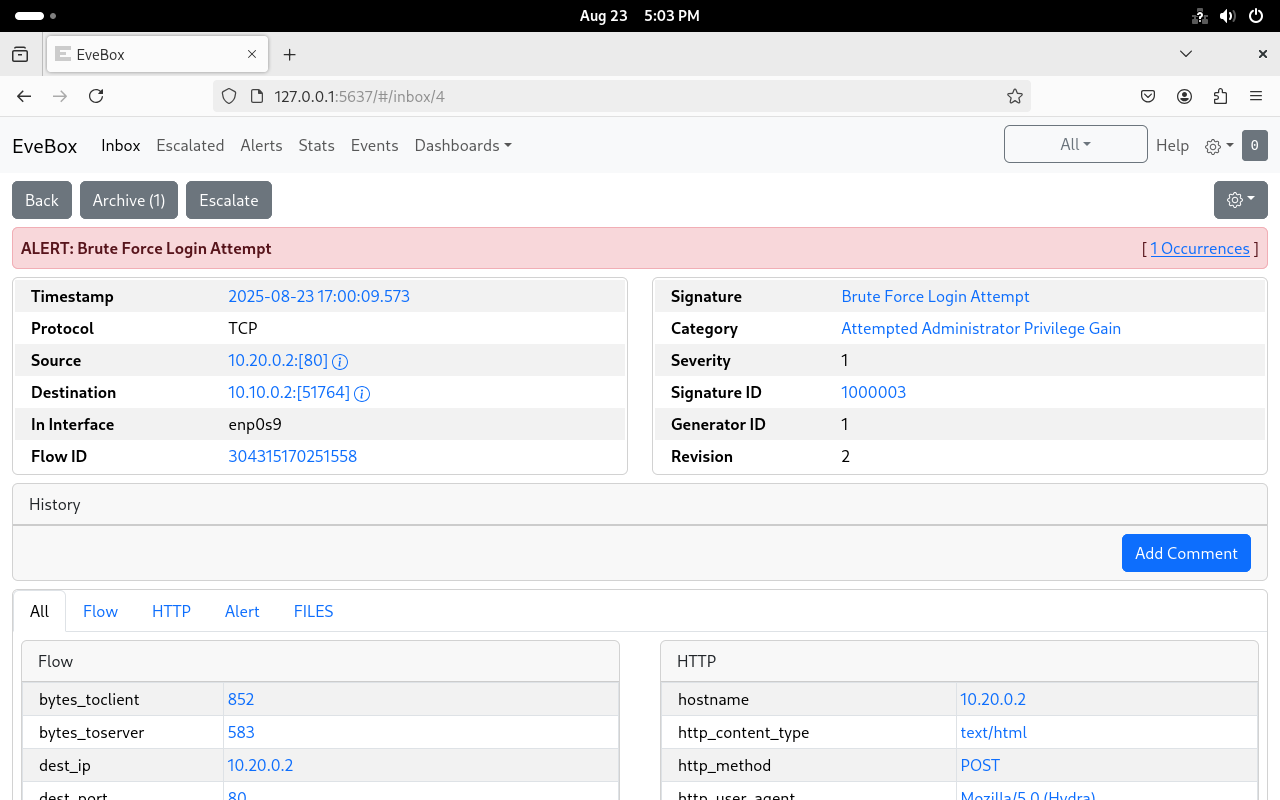 Aug 23 5:03 PM
EveBox
127.0.0.1:5637/#/inbox/4
EveBox Inbox Escalated Alerts Stats Events Dashboards All Help 0
Back Archive (1) Escalate
ALERT: Brute Force Login Attempt [ 1 Occurrences ]
Timestamp 2025-08-23 17:00:09.573
Protocol TCP
Source 10.20.0.2:[80]
Destination 10.10.0.2:[51764]
In Interface enp0s9
Flow ID 304315170251558
Signature Brute Force Login Attempt
Category Attempted Administrator Privilege Gain
Severity 1
Signature ID 1000003
Generator ID 1
Revision 2
History
Add Comment
All Flow HTTP Alert FILES
Flow
bytes_toclient 852
bytes_toserver 583
dest_ip 10.20.0.2
dest_port 80
HTTP
hostname 10.20.0.2
http_content_type text/html
http_method POST
http_user_agent Mozilla/5.0 (Hydra)